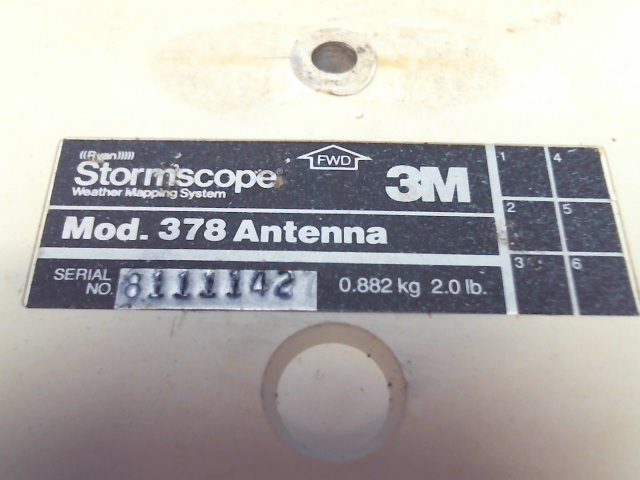 ((Ryan)))))
Stormscope®
Weather Mapping System
FWD
3M
Mod. 378 Antenna
SERIAL
NO. 8111142
0.882 kg 2.0 lb.
1 4
2 5
3 6